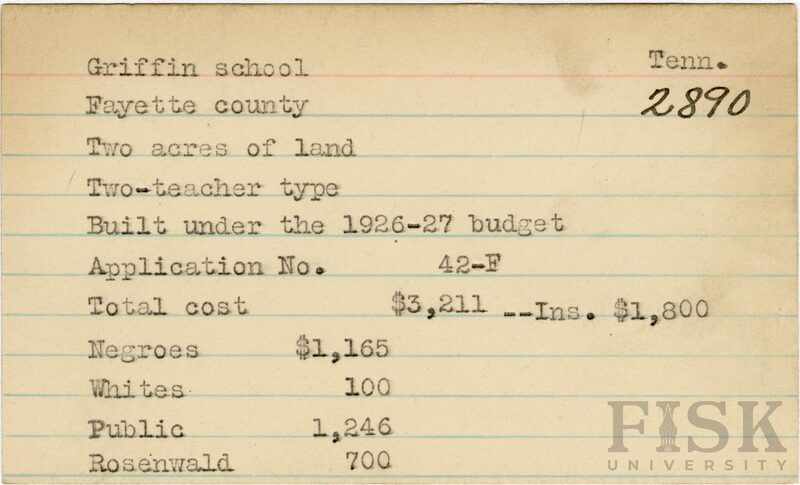 Griffin school Tenn.
Fayette county 2890
Two acres of land
Two-teacher type
Built under the 1926-27 budget
Application No. 42-F
Total cost $3,211 --Ins. $1,800
Negroes $1,165
Whites 100
Public 1,246
Rosenwald 700
FISK
UNIVERSITY